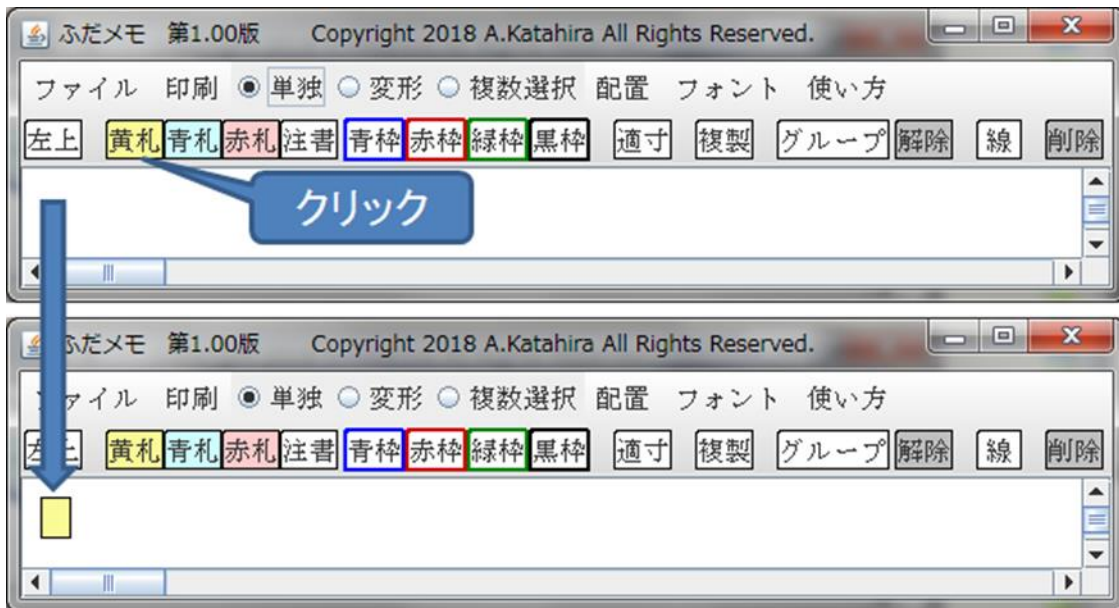 ふだメモ 第1.00版 Copyright 2018 A.Katahira All Rights Reserved.
ファイル 印刷 単独 変形 複数選択 配置 フォント 使い方
左上 黄札 青札 赤札 注書 青枠 赤枠 緑枠 黒枠 適寸 複製 グループ 解除 線 削除
クリック
ふだメモ 第1.00版 Copyright 2018 A.Katahira All Rights Reserved.
ファイル 印刷 単独 変形 複数選択 配置 フォント 使い方
左上 黄札 青札 赤札 注書 青枠 赤枠 緑枠 黒枠 適寸 複製 グループ 解除 線 削除